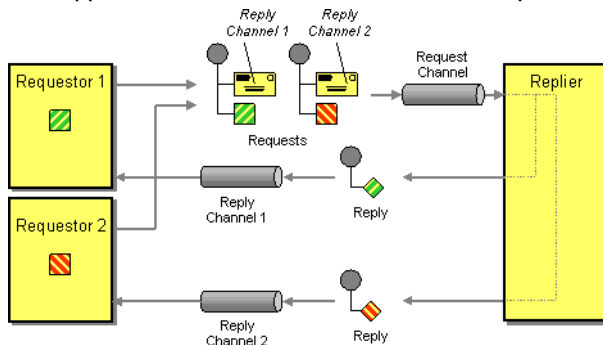 Reply
Channel 1
Reply
Channel 2
Request
Channel
Requestor 1
Replier
Requests
Reply
Channel 1
Reply
Requestor 2
Reply
Channel 2
Reply